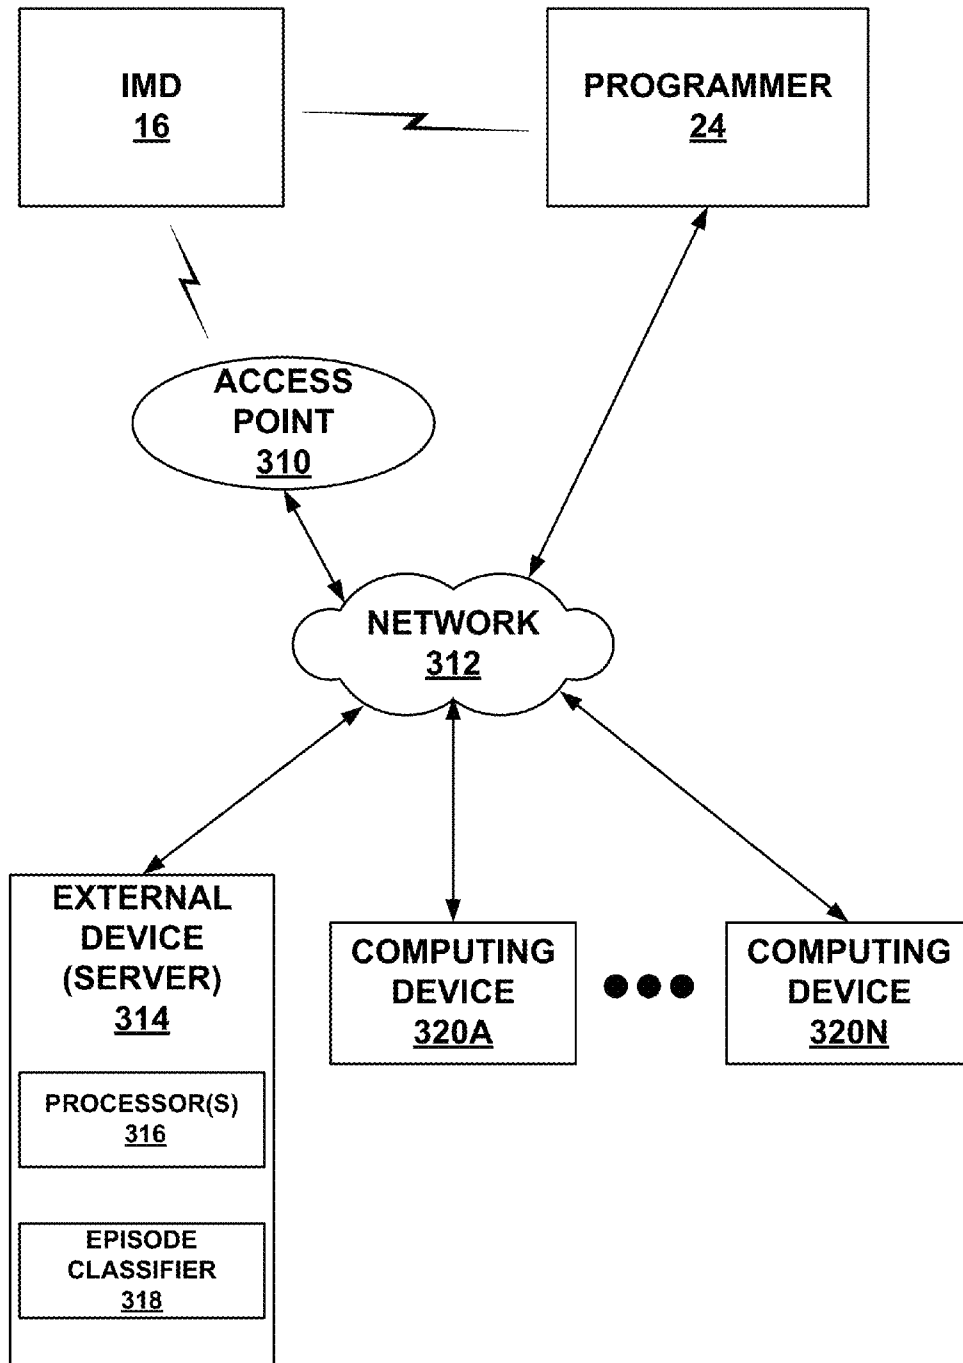 IMD
16
PROGRAMMER
24
ACCESS
POINT
310
NETWORK
312
EXTERNAL
DEVICE
(SERVER)
314
PROCESSOR(S)
316
EPISODE
CLASSIFIER
318
COMPUTING
DEVICE
320A
COMPUTING
DEVICE
320N